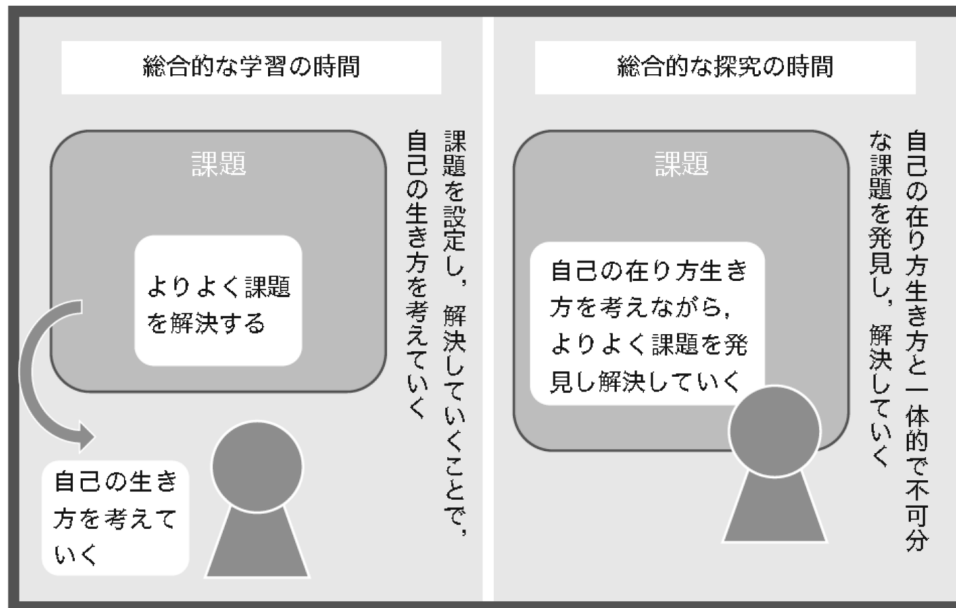 総合的な学習の時間
課題
よりよく課題
を解決する
自己の生き
方を考えて
いく
課題を設定し，解決していくことで，
自己の生き方を考えていく
総合的な探究の時間
課題
自己の在り方生き
方を考えながら，
よりよく課題を発
見し解決していく
自己の在り方生き方と一体的で不可分
な課題を発見し，解決していく